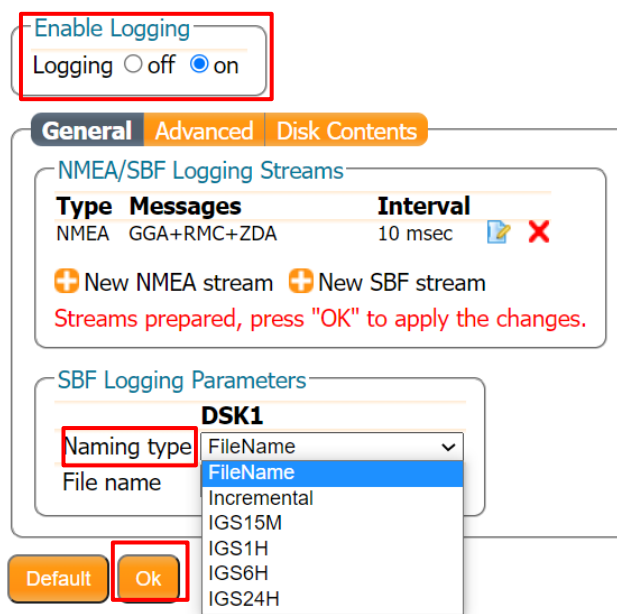 Enable Logging
Logging off on
General Advanced Disk Contents
NMEA/SBF Logging Streams
Type Messages Interval
NMEA GGA+RMC+ZDA 10 msec
New NMEA stream New SBF stream
Streams prepared, press "OK" to apply the changes.
SBF Logging Parameters
DSK1
Naming type FileName
File name FileName
Incremental
IGS15M
IGS1H
IGS6H
IGS24H
Default Ok